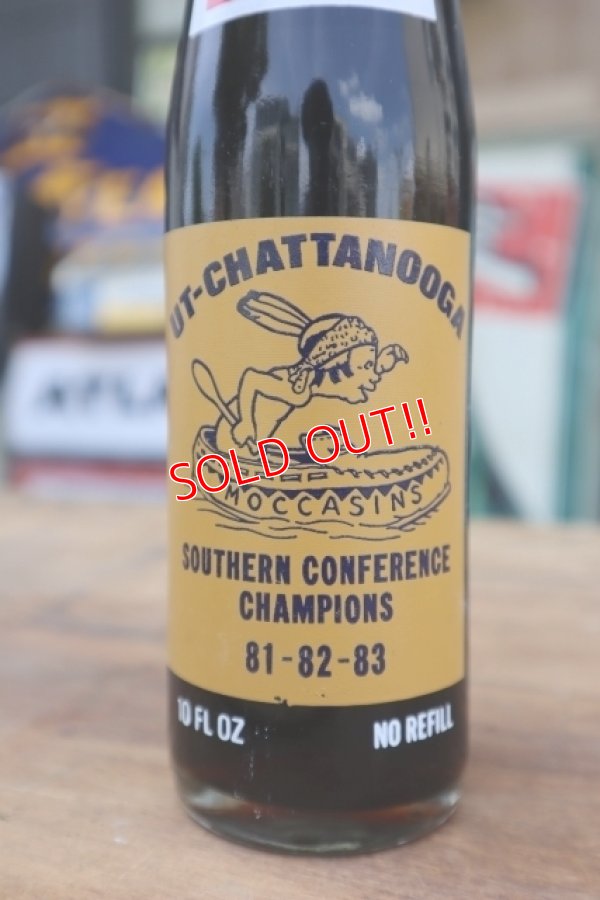 UT-CHATTANOOGA
SOLD OUT!!
MOCCASINS
SOUTHERN CONFERENCE
CHAMPIONS
81-82-83
10 FL OZ
NO REFILL